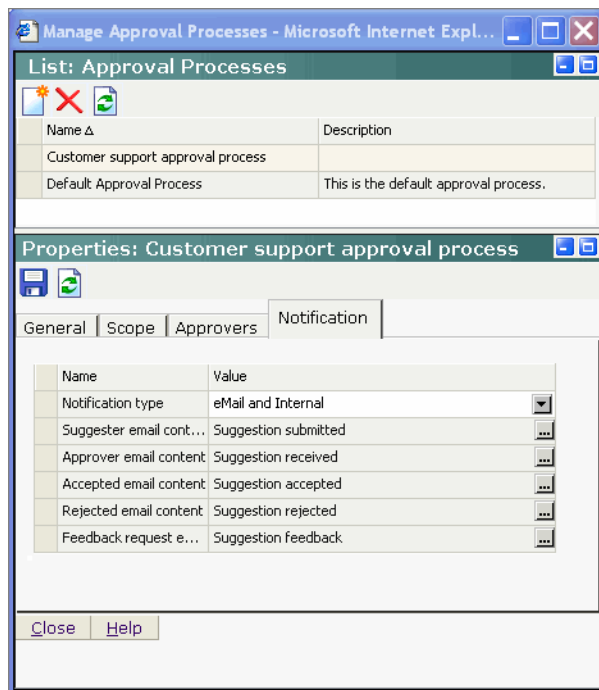 Manage Approval Processes - Microsoft Internet Expl...
List: Approval Processes
Name Description
Customer support approval process
Default Approval Process This is the default approval process.
Properties: Customer support approval process
General Scope Approvers Notification
Name Value
Notification type eMail and Internal
Suggester email cont... Suggestion submitted ...
Approver email content Suggestion received ...
Accepted email content Suggestion accepted ...
Rejected email content Suggestion rejected ...
Feedback request e... Suggestion feedback ...
Close Help